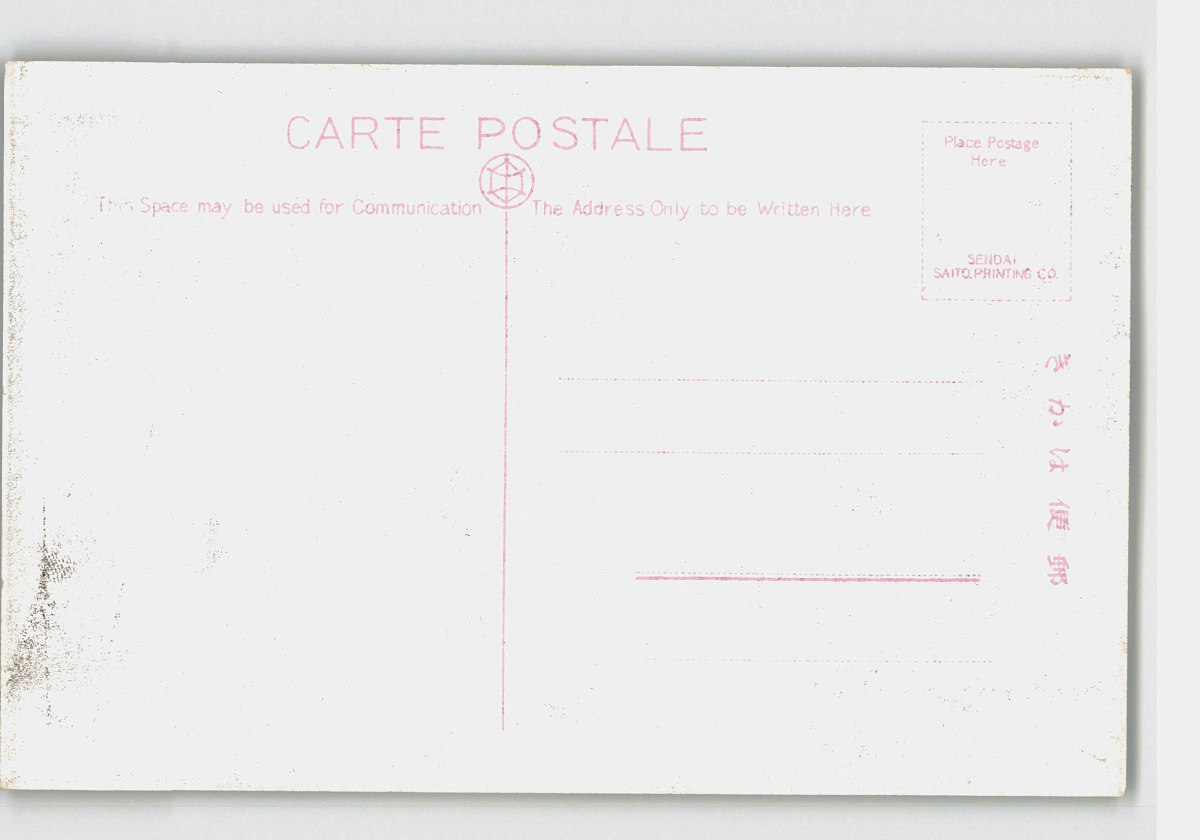 CARTE POSTALE
This Space may be used for Communication
The Address Only to be Written Here
Place Postage
Here
SENDAI
SAITO.PRINTING CO.
きかは便郵